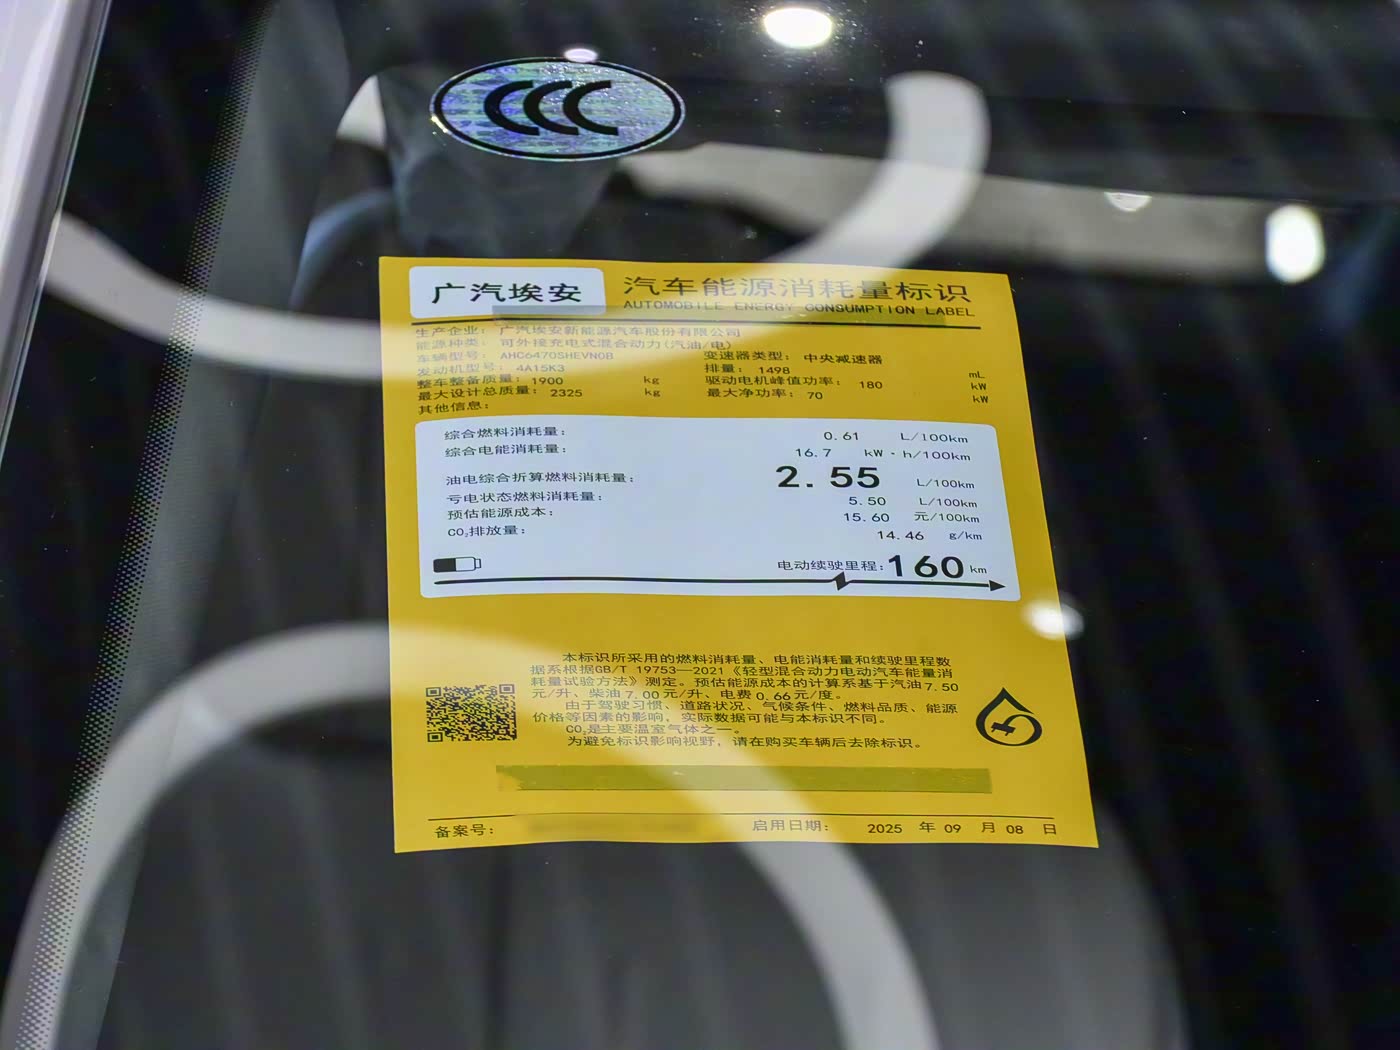 CCC
广汽埃安 汽车能源消耗量标识
AUTOMOBILE ENERGY CONSUMPTION LABEL
生产企业: 广汽埃安新能源汽车股份有限公司
能源种类: 可外接充电式混合动力(汽油/电)
车辆型号: AHC6470SHEVN0B 变速器类型: 中央减速器
发动机型号: 4A15K3 排量: 1498 mL
整车整备质量: 1900 kg 驱动电机峰值功率: 180 kW
最大设计总质量: 2325 kg 最大净功率: 70 kW
其他信息:
综合燃料消耗量: 0.61 L/100km
综合电能消耗量: 16.7 kW·h/100km
油电综合折算燃料消耗量: 2.55 L/100km
亏电状态燃料消耗量: 5.50 L/100km
预估能源成本: 15.60 元/100km
CO₂排放量: 14.46 g/km
电动续驶里程: 160 km
本标识所采用的燃料消耗量、电能消耗量和续驶里程数
据系根据GB/T 19753—2021《轻型混合动力电动汽车能量消
耗量试验方法》测定。预估能源成本的计算系基于汽油7.50
元/升、柴油7.00元/升、电费0.66元/度。
由于驾驶习惯、道路状况、气候条件、燃料品质、能源
价格等因素的影响，实际数据可能与本标识不同。
CO₂是主要温室气体之一。
为避免标识影响视野，请在购买车辆后去除标识。
备案号: 启用日期: 2025 年 09 月 08 日